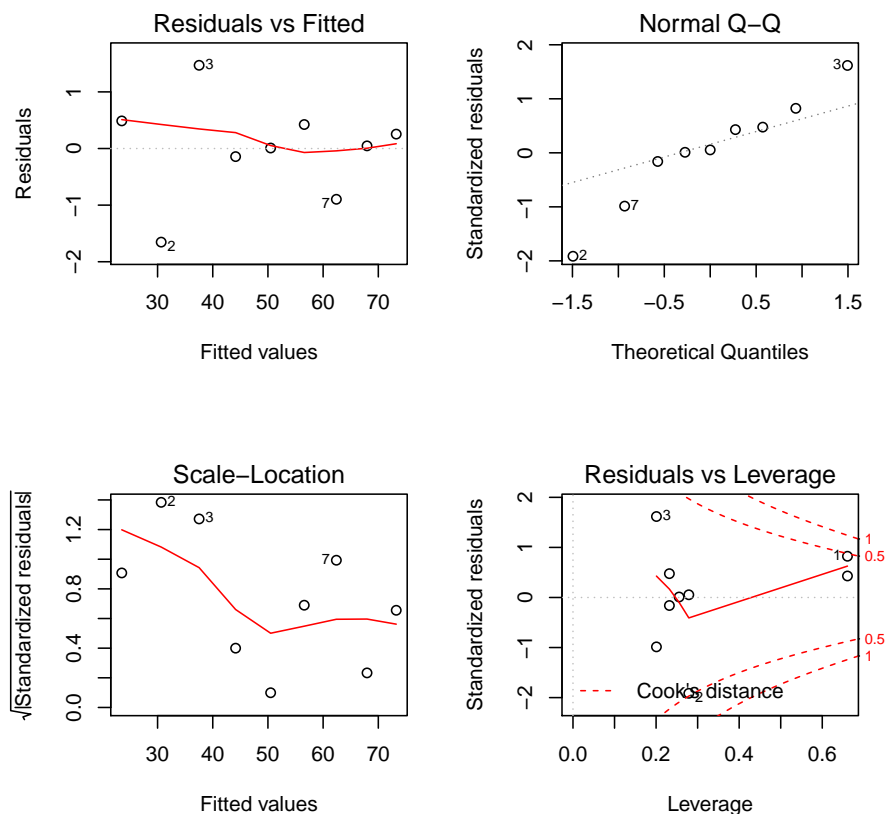 Residuals vs Fitted
Residuals
1
0
−1
−2
3
2
7
30 40 50 60 70
Fitted values
Normal Q−Q
Standardized residuals
2
1
0
−1
−2
3
7
2
−1.5 −0.5 0.5 1.5
Theoretical Quantiles
Scale−Location
√|Standardized residuals|
1.2
0.8
0.4
0.0
2
3
7
30 40 50 60 70
Fitted values
Residuals vs Leverage
Standardized residuals
2
1
0
−1
−2
3
1
2
1
0.5
0.5
1
Cook's distance
0.0 0.2 0.4 0.6
Leverage